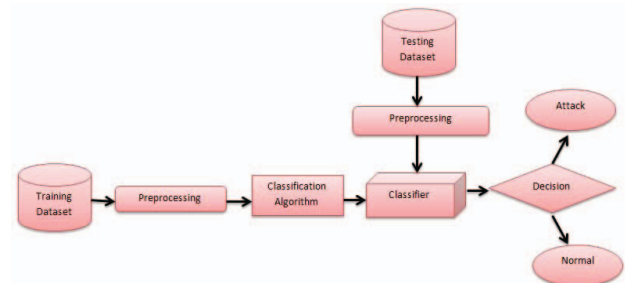 Testing
Dataset
Attack
Preprocessing
Training
Dataset
Preprocessing
Classification
Algorithm
Classifier
Decision
Normal